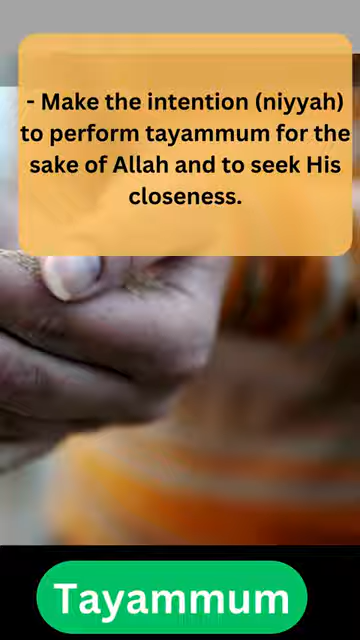 - Make the intention (niyyah)
to perform tayammum for the
sake of Allah and to seek His
closeness.
Tayammum